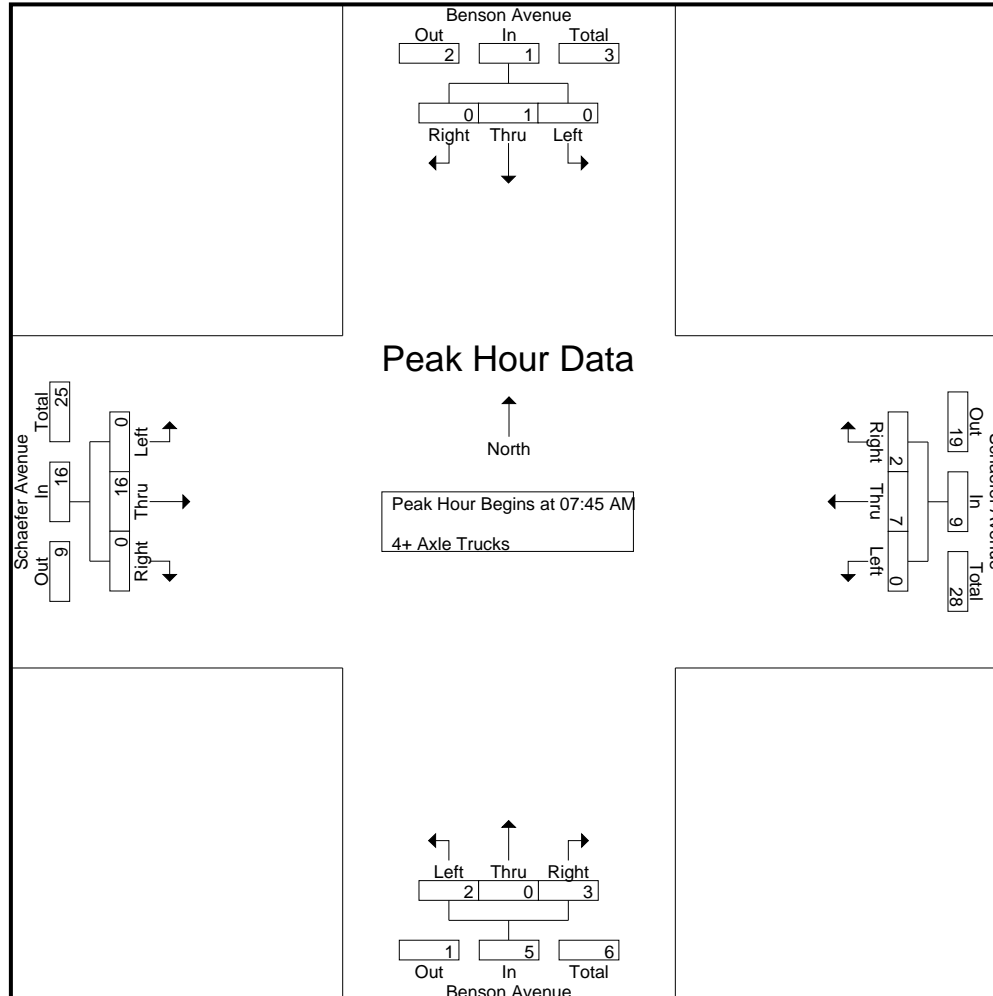 Benson Avenue
Out In Total
2 1 3
0 1 0
Right Thru Left
Peak Hour Data
North
Peak Hour Begins at 07:45 AM
4+ Axle Trucks
Schaefer Avenue
Total In Out
25 16 9
0 16 0
Left Thru Right
Right Thru Left
2 7 0
19 9 28
Out In Total
Left Thru Right
2 0 3
1 5 6
Out In Total
Benson Avenue